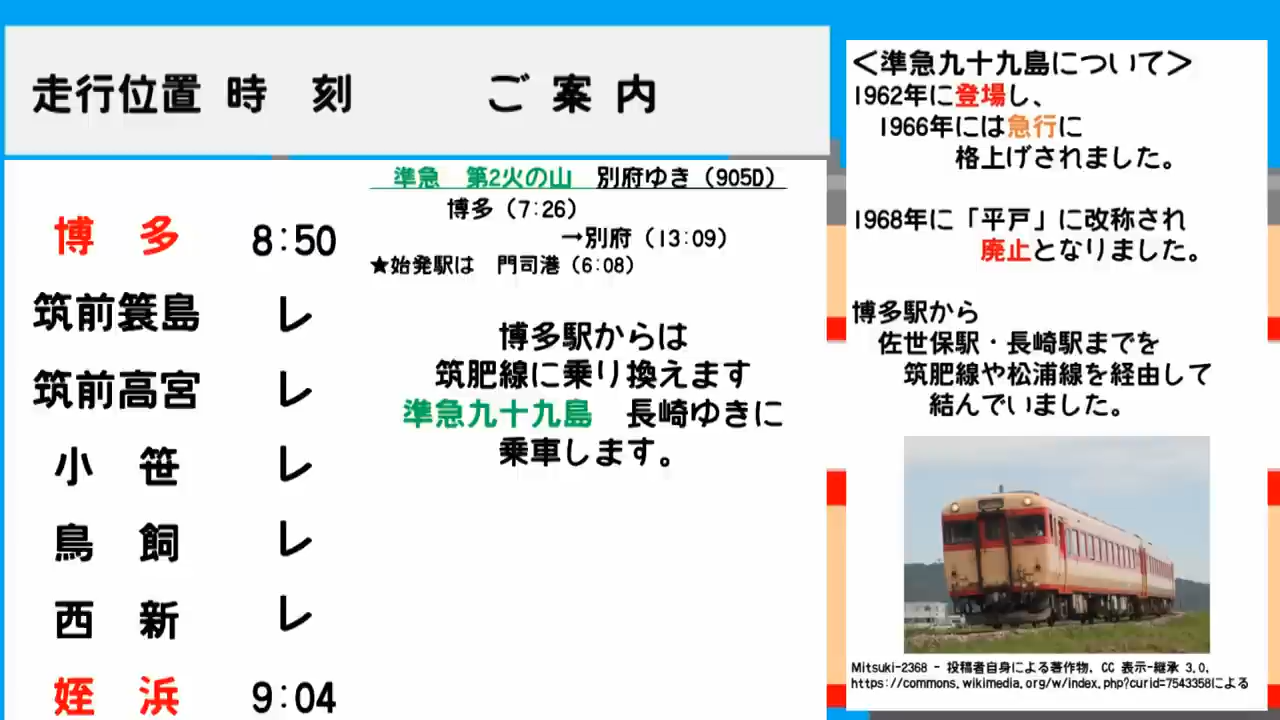 走行位置 時 刻 ご 案 内
博 多 8:50
筑前簑島 レ
筑前高宮 レ
小 笹 レ
鳥 飼 レ
西 新 レ
姪 浜 9:04
準急 第2火の山 別府ゆき（905D）
博多（7:26）
→別府（13:09）
★始発駅は 門司港（6:08）
博多駅からは
筑肥線に乗り換えます
準急九十九島 長崎ゆきに
乗車します。
＜準急九十九島について＞
1962年に登場し、
1966年には急行に
格上げされました。
1968年に「平戸」に改称され
廃止となりました。
博多駅から
佐世保駅・長崎駅までを
筑肥線や松浦線を経由して
結んでいました。
Mitsuki-2368 - 投稿者自身による著作物, CC 表示-継承 3.0,
https://commons.wikimedia.org/w/index.php?curid=7543358による